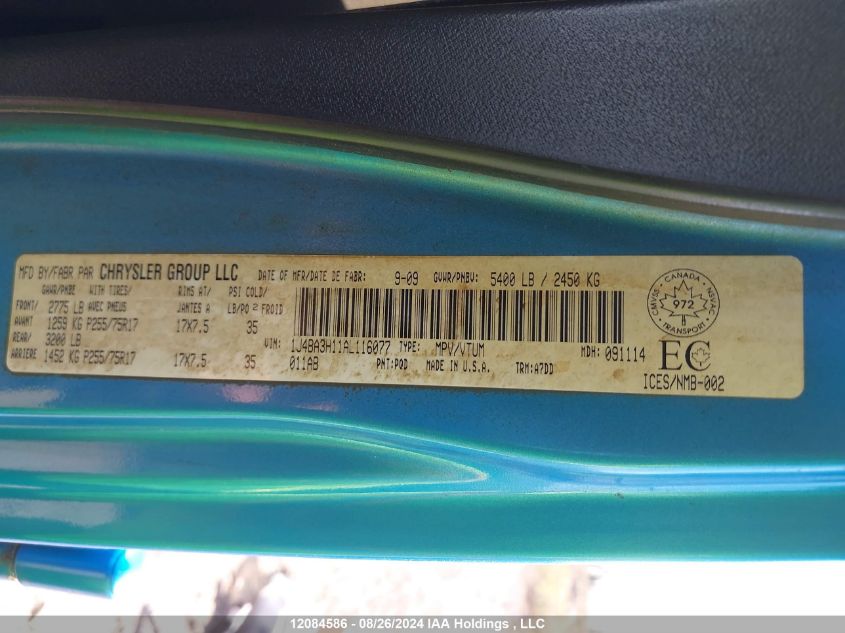 MFD BY/FABR PAR CHRYSLER GROUP LLC DATE OF MFR/DATE DE FABR: 9-09 GVWR/PNBV: 5400 LB / 2450 KG
GAWR/PNBE WITH TIRES/ RIMS AT/ PSI COLD/
FRONT/ 2775 LB AVEC PNEUS JANTES A LB/PO² FROID
AVANT 1259 KG P255/75R17 17X7.5 35
REAR/ 3200 LB
ARRIERE 1452 KG P255/75R17 17X7.5 35
VIN: 1J4BA3H11AL116077 TYPE: MPV/VTUM MDH: 091114
011AB PNT:PQD MADE IN U.S.A. TRM:A7DD
CANADA
CMVSS NSVAC
972
TRANSPORT
EC
ICES/NMB-002
12084586 - 08/26/2024 IAA Holdings , LLC